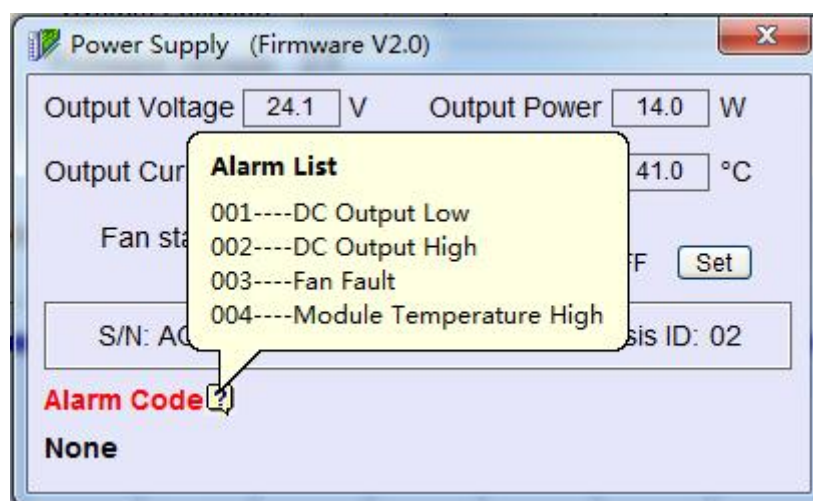 Power Supply (Firmware V2.0)
Output Voltage 24.1 V Output Power 14.0 W
Output Cur 41.0 °C
Alarm List
001----DC Output Low
002----DC Output High
003----Fan Fault
004----Module Temperature High
Fan sta FF Set
S/N: AC sis ID: 02
Alarm Code ?
None